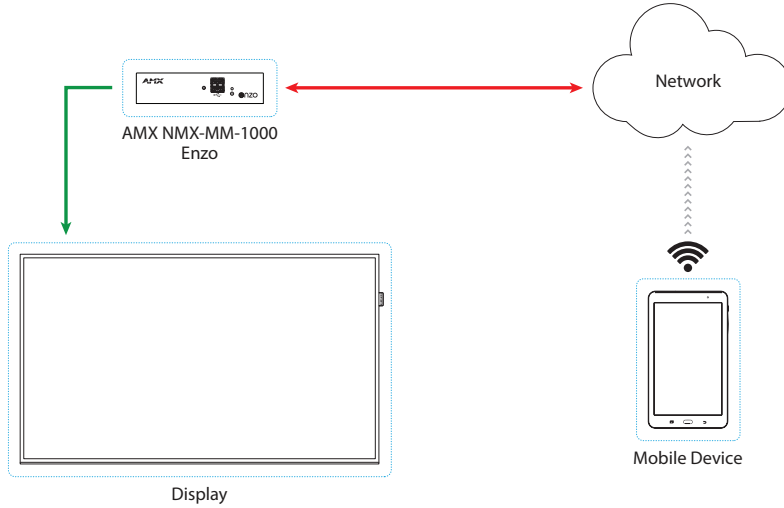 AMX
enzo
Network
AMX NMX-MM-1000
Enzo
Mobile Device
Display